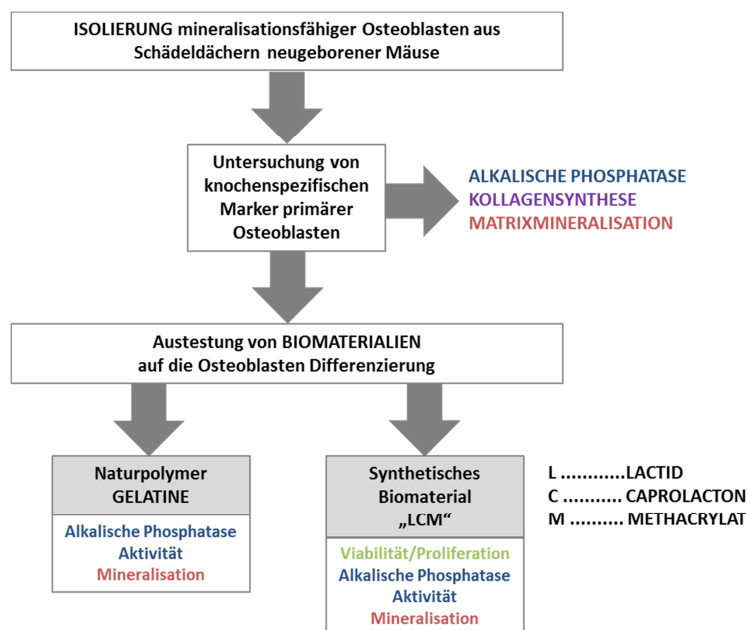 ISOLIERUNG mineralisationsfähiger Osteoblasten aus
Schädeldächern neugeborener Mäuse
Untersuchung von
knochenspezifischen
Marker primärer
Osteoblasten
ALKALISCHE PHOSPHATASE
KOLLAGENSYNTHESE
MATRIXMINERALISATION
Austestung von BIOMATERIALIEN
auf die Osteoblasten Differenzierung
Naturpolymer
GELATINE
Alkalische Phosphatase
Aktivität
Mineralisation
Synthetisches
Biomaterial
„LCM“
Viabilität/Proliferation
Alkalische Phosphatase
Aktivität
Mineralisation
L ............LACTID
C ........... CAPROLACTON
M .......... METHACRYLAT